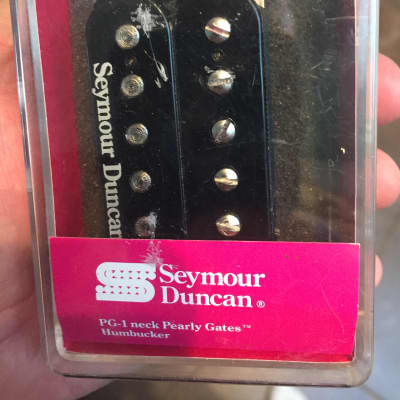 Seymour Duncan
Seymour
Duncan®
PG-1 neck Pearly Gates™
Humbucker